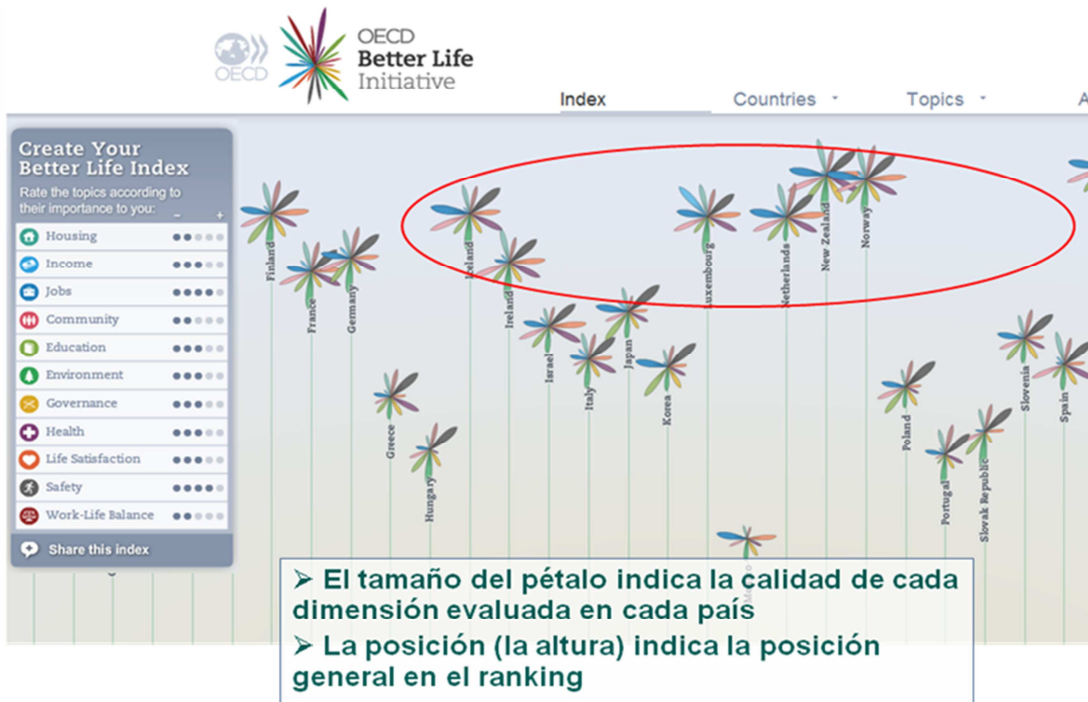 OECD
OECD
Better Life
Initiative
Index
Countries
Topics
A
Create Your
Better Life Index
Rate the topics according to
their importance to you:
- +
Housing
Income
Jobs
Community
Education
Environment
Governance
Health
Life Satisfaction
Safety
Work-Life Balance
Share this index
Finland
France
Germany
Greece
Hungary
Iceland
Ireland
Israel
Italy
Japan
Korea
Luxembourg
Netherlands
New Zealand
Norway
Poland
Portugal
Slovak Republic
Slovenia
Spain
➢ El tamaño del pétalo indica la calidad de cada
dimensión evaluada en cada país
➢ La posición (la altura) indica la posición
general en el ranking